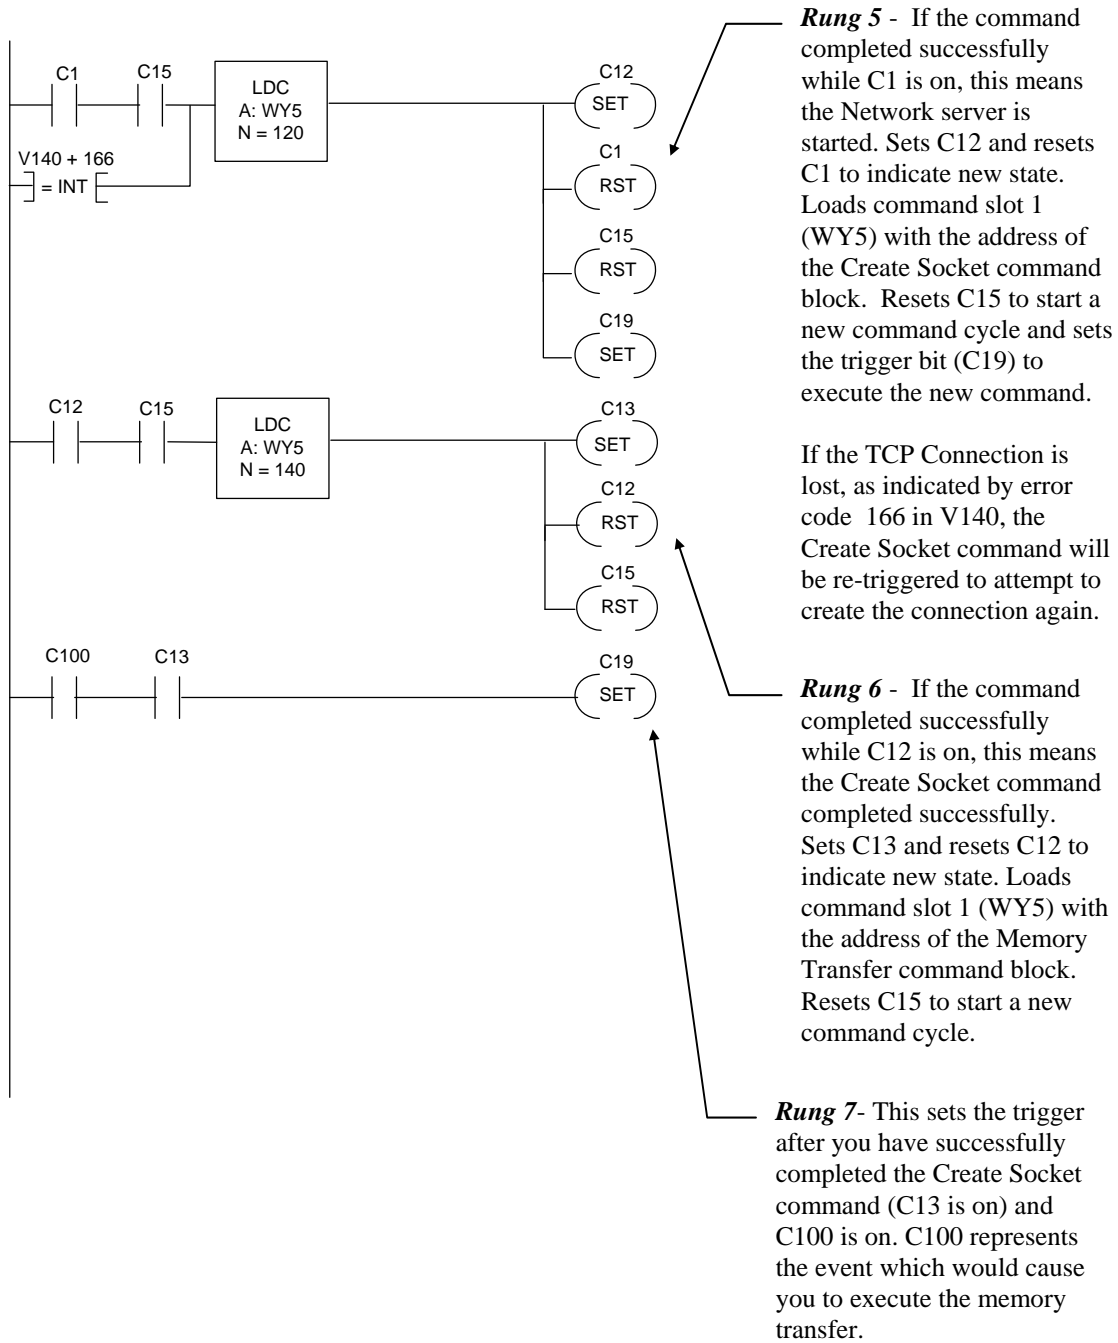 C1 C15
LDC
A: WY5
N = 120
V140 + 166
= INT
C12
SET
C1
RST
C15
RST
C19
SET
C12 C15
LDC
A: WY5
N = 140
C13
SET
C12
RST
C15
RST
C100 C13
C19
SET
Rung 5 - If the command
completed successfully
while C1 is on, this means
the Network server is
started. Sets C12 and resets
C1 to indicate new state.
Loads command slot 1
(WY5) with the address of
the Create Socket command
block. Resets C15 to start a
new command cycle and sets
the trigger bit (C19) to
execute the new command.
If the TCP Connection is
lost, as indicated by error
code 166 in V140, the
Create Socket command will
be re-triggered to attempt to
create the connection again.
Rung 6 - If the command
completed successfully
while C12 is on, this means
the Create Socket command
completed successfully.
Sets C13 and resets C12 to
indicate new state. Loads
command slot 1 (WY5) with
the address of the Memory
Transfer command block.
Resets C15 to start a new
command cycle.
Rung 7- This sets the trigger
after you have successfully
completed the Create Socket
command (C13 is on) and
C100 is on. C100 represents
the event which would cause
you to execute the memory
transfer.